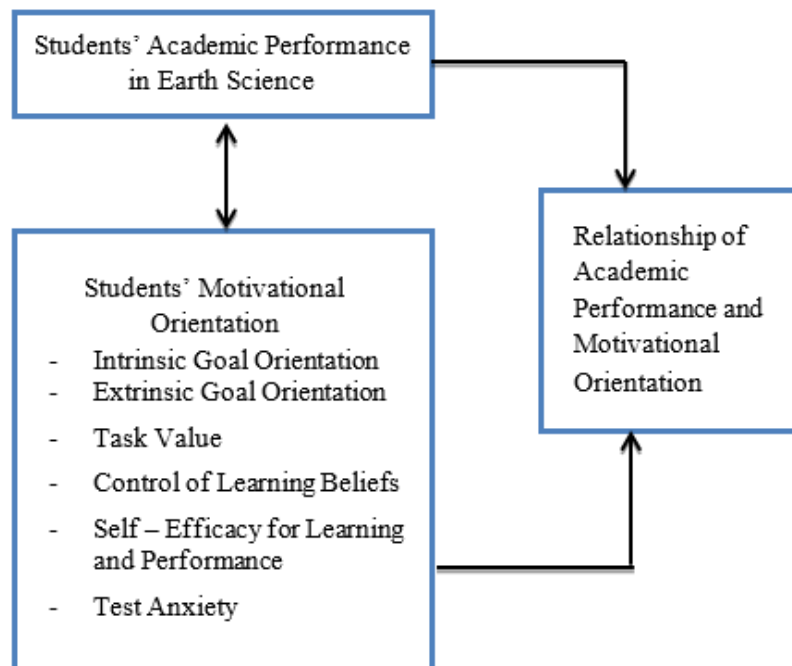 Students’ Academic Performance
in Earth Science
Students’ Motivational
Orientation
- Intrinsic Goal Orientation
- Extrinsic Goal Orientation
- Task Value
- Control of Learning Beliefs
- Self – Efficacy for Learning
and Performance
- Test Anxiety
Relationship of
Academic
Performance and
Motivational
Orientation